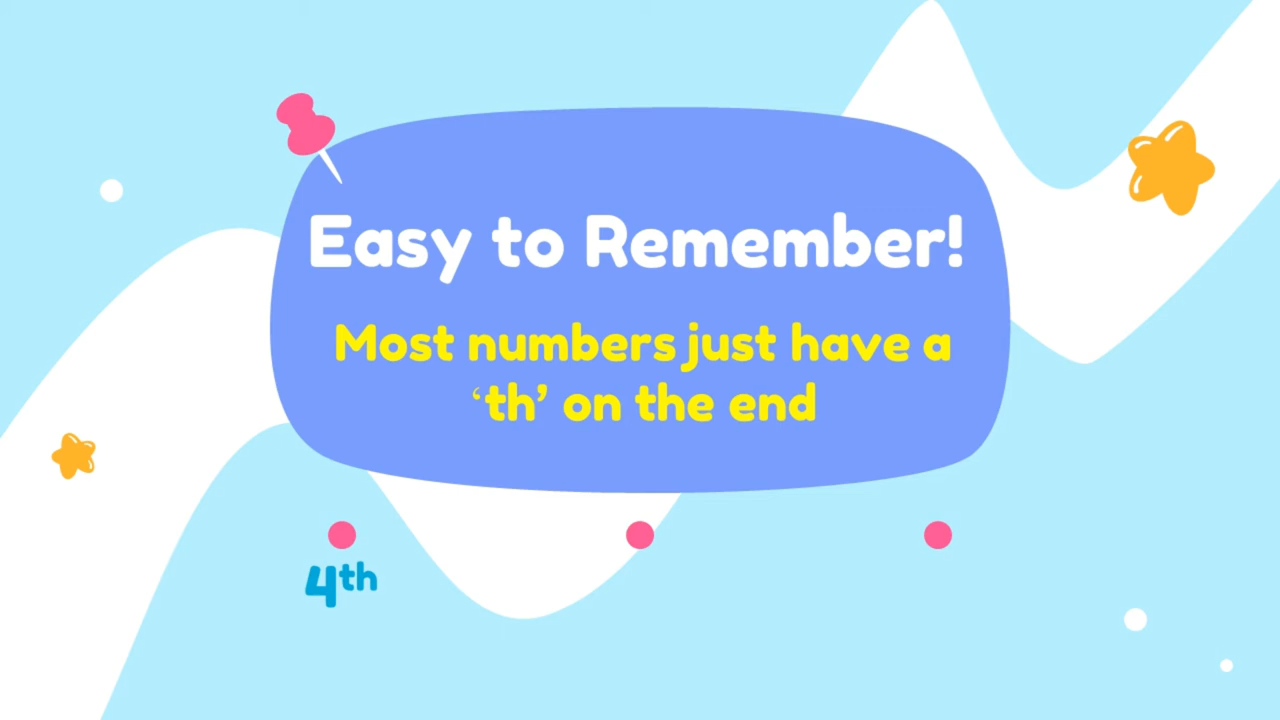 Easy to Remember!
Most numbers just have a
‘th’ on the end
4th